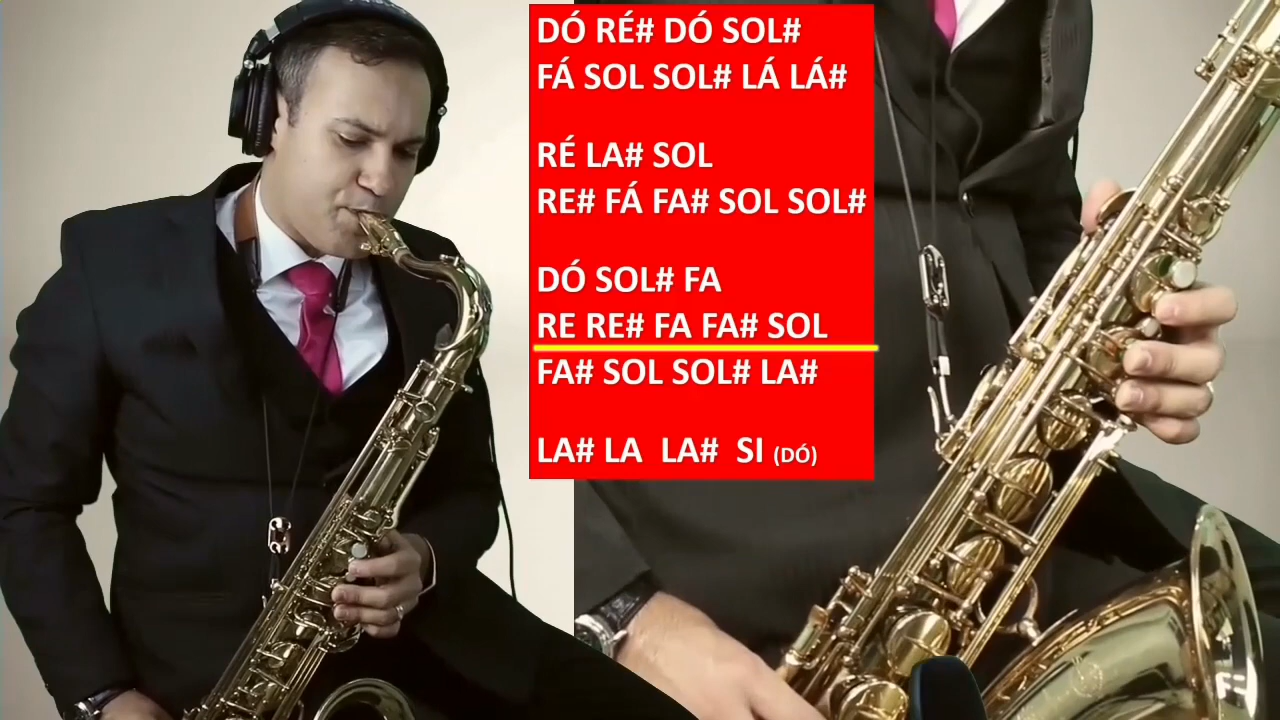 DÓ RÉ# DÓ SOL#
FÁ SOL SOL# LÁ LÁ#
RÉ LA# SOL
RE# FÁ FA# SOL SOL#
DÓ SOL# FA
RE RE# FA FA# SOL
FA# SOL SOL# LA#
LA# LA LA# SI (DÓ)